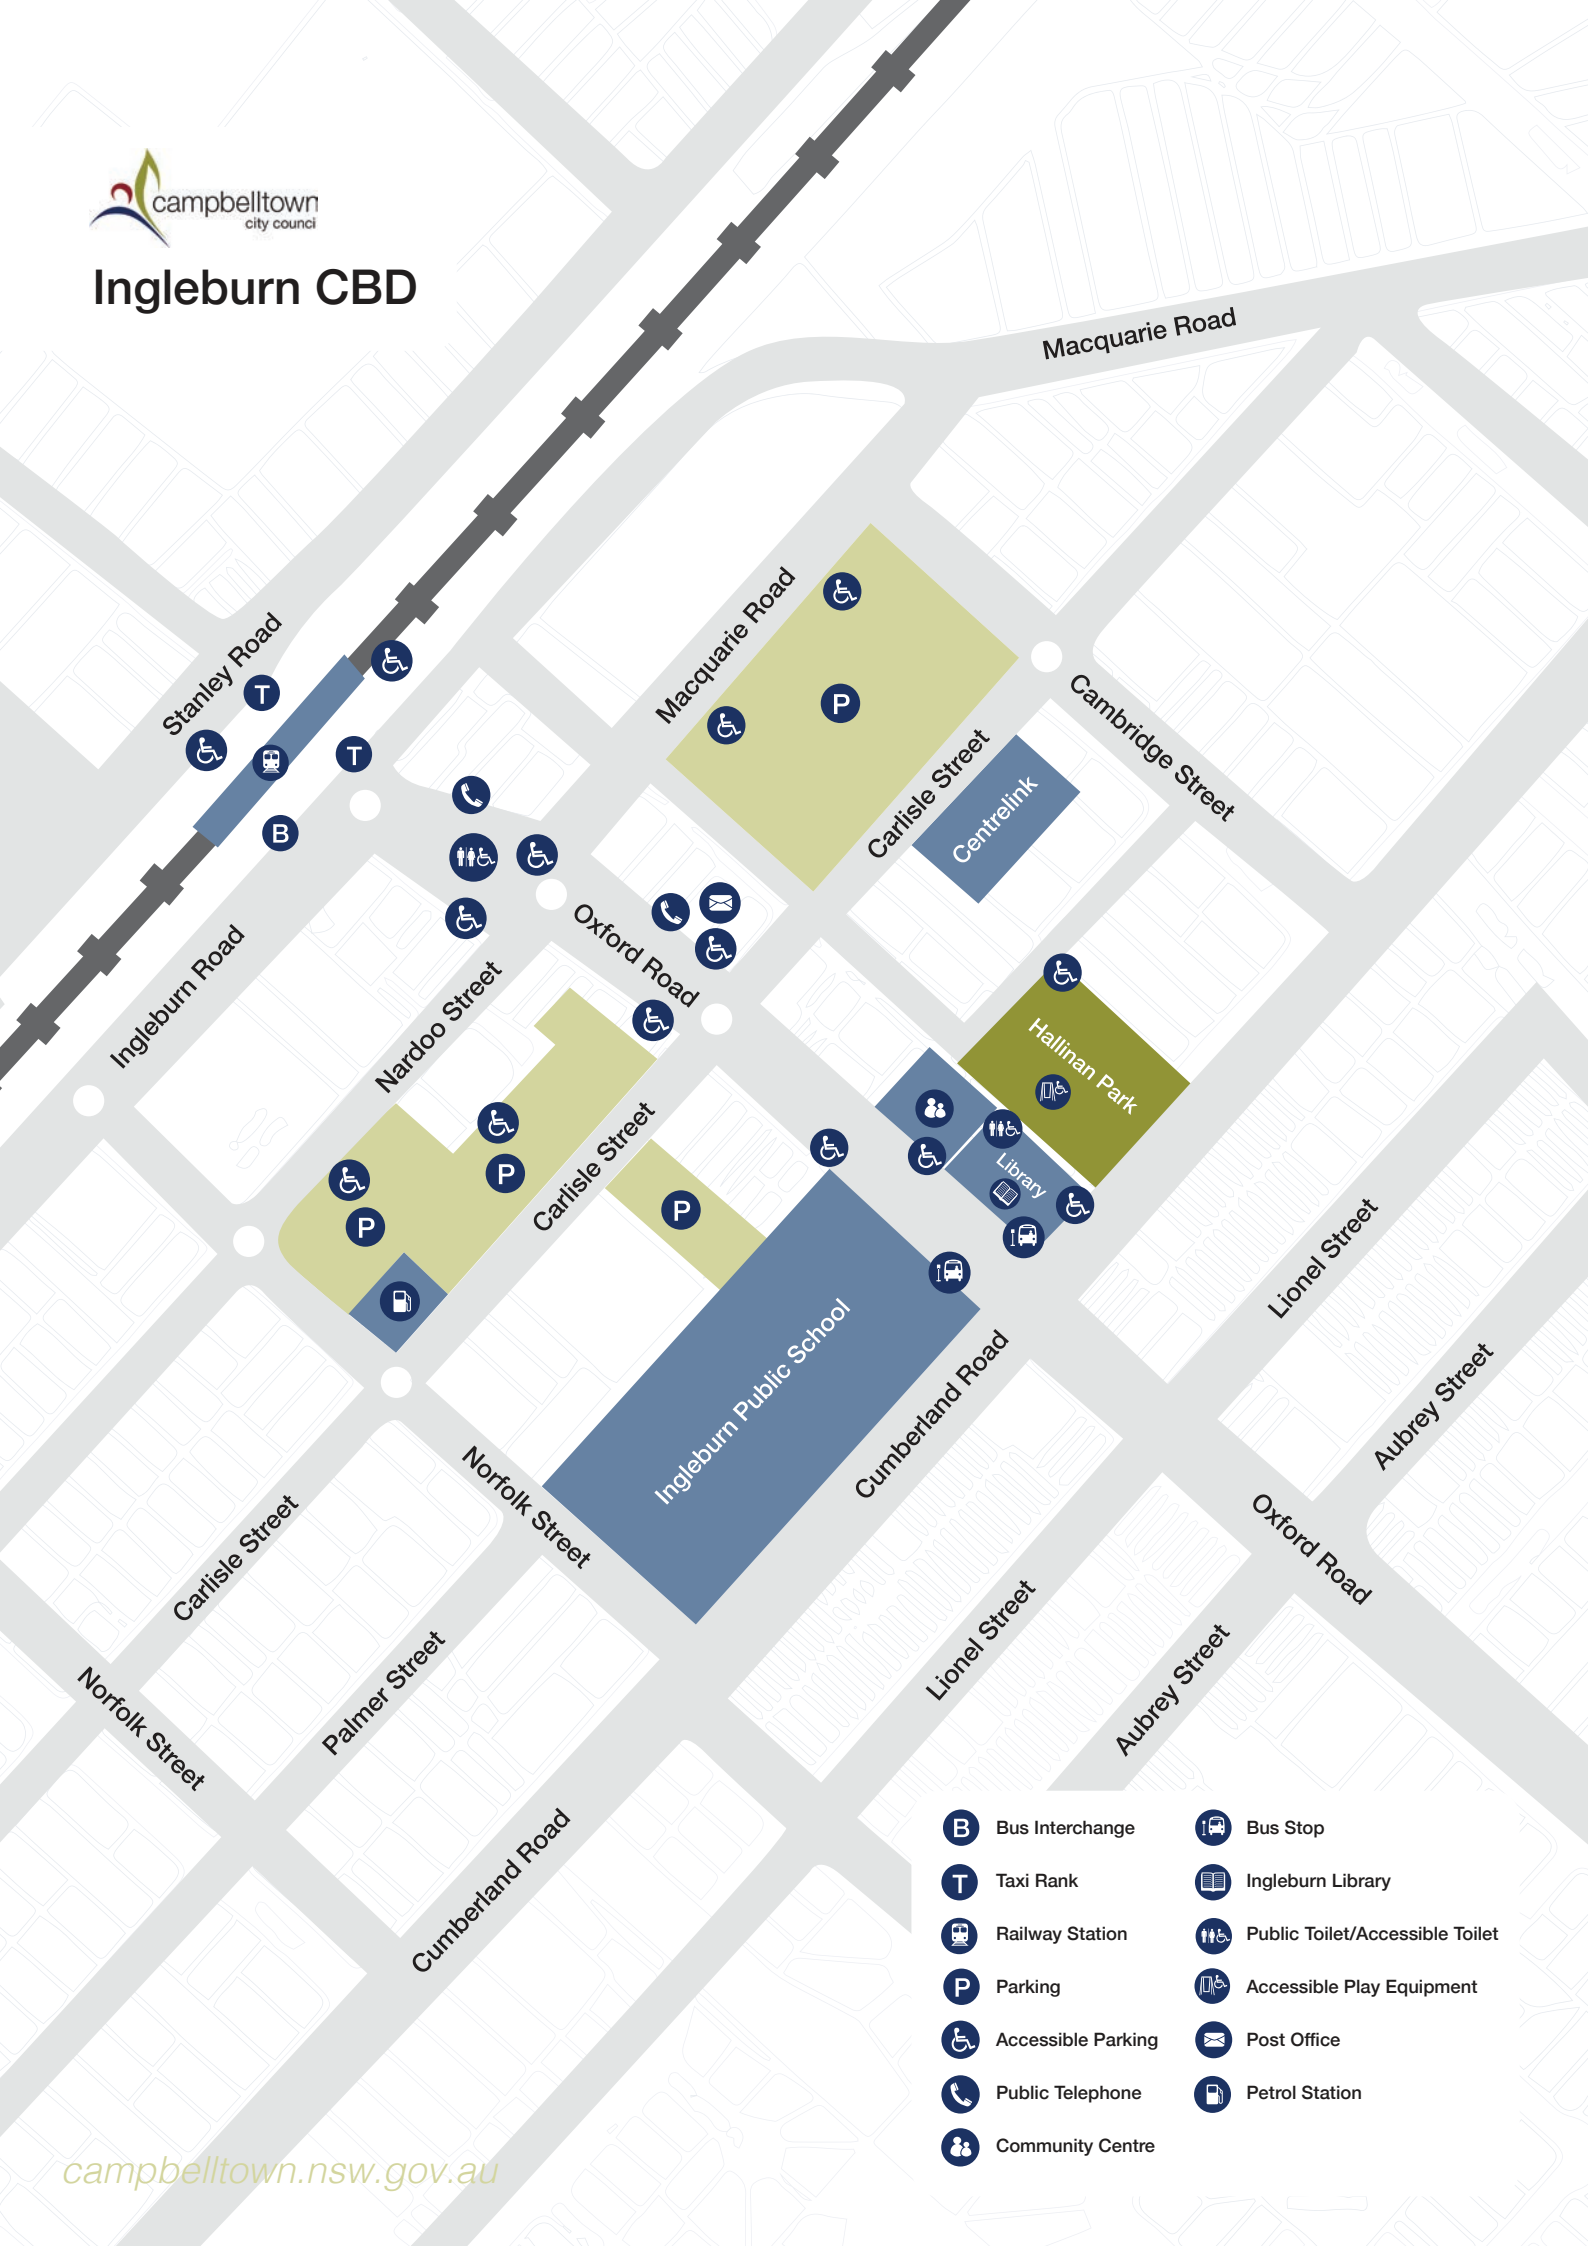 campbelltown
city counci
Ingleburn CBD
Macquarie Road
Macquarie Road
Stanley Road
T
T
B
P
Cambridge Street
Carlisle Street
Centrelink
Oxford Road
Ingleburn Road
Nardoo Street
Hallinan Park
Library
Carlisle Street
P
P
P
Lionel Street
Ingleburn Public School
Cumberland Road
Aubrey Street
Norfolk Street
Oxford Road
Carlisle Street
Lionel Street
Aubrey Street
Palmer Street
Norfolk Street
Cumberland Road
B Bus Interchange
T Taxi Rank
Railway Station
P Parking
Accessible Parking
Public Telephone
Community Centre
Bus Stop
Ingleburn Library
Public Toilet/Accessible Toilet
Accessible Play Equipment
Post Office
Petrol Station
campbelltown.nsw.gov.au